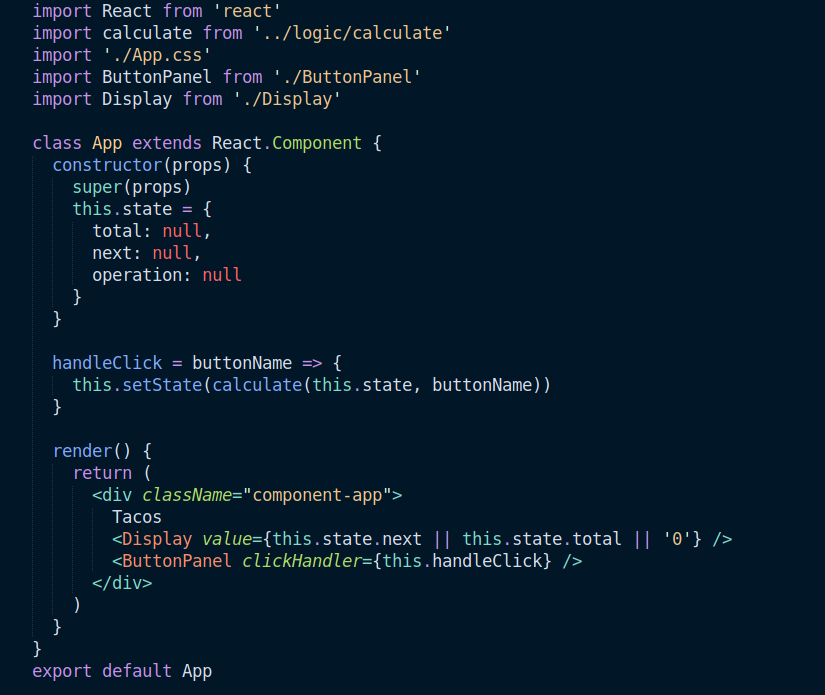 import React from 'react'
import calculate from '../logic/calculate'
import './App.css'
import ButtonPanel from './ButtonPanel'
import Display from './Display'

class App extends React.Component {
  constructor(props) {
    super(props)
    this.state = {
      total: null,
      next: null,
      operation: null
    }
  }

  handleClick = buttonName => {
    this.setState(calculate(this.state, buttonName))
  }

  render() {
    return (
      <div className="component-app">
        Tacos
        <Display value={this.state.next || this.state.total || '0'} />
        <ButtonPanel clickHandler={this.handleClick} />
      </div>
    )
  }
}
export default App